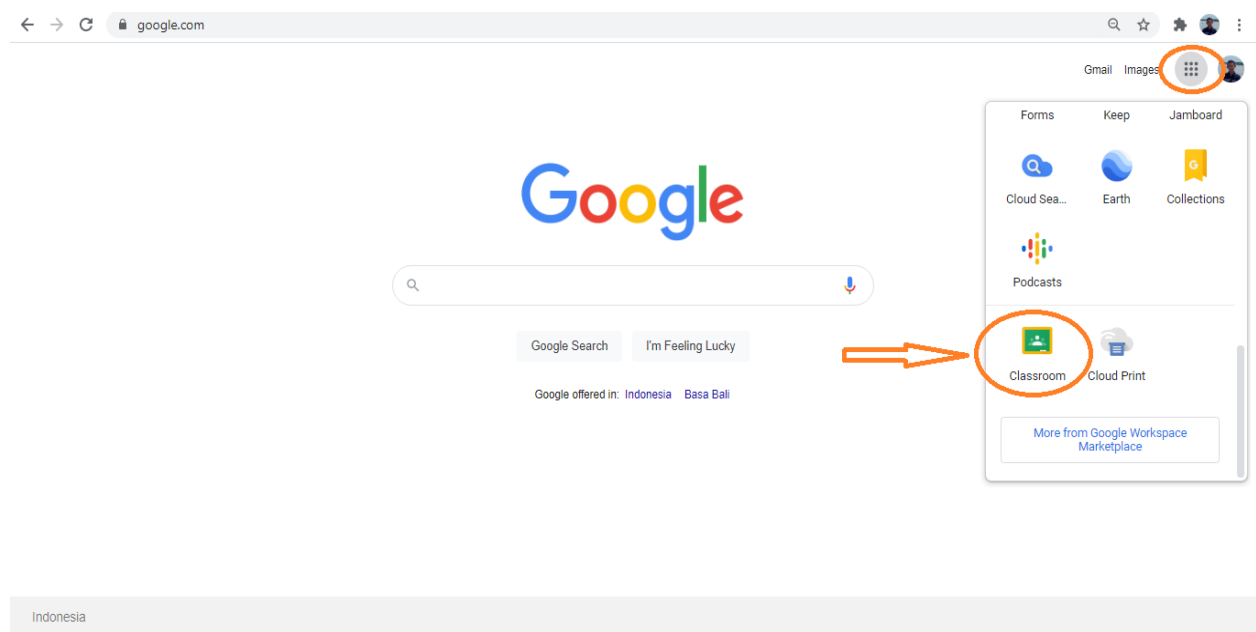 google.com
Gmail Images
Forms Keep Jamboard
Google
G
Cloud Sea... Earth Collections
Podcasts
Google Search I'm Feeling Lucky
Classroom Cloud Print
Google offered in: Indonesia Basa Bali
More from Google Workspace
Marketplace
Indonesia